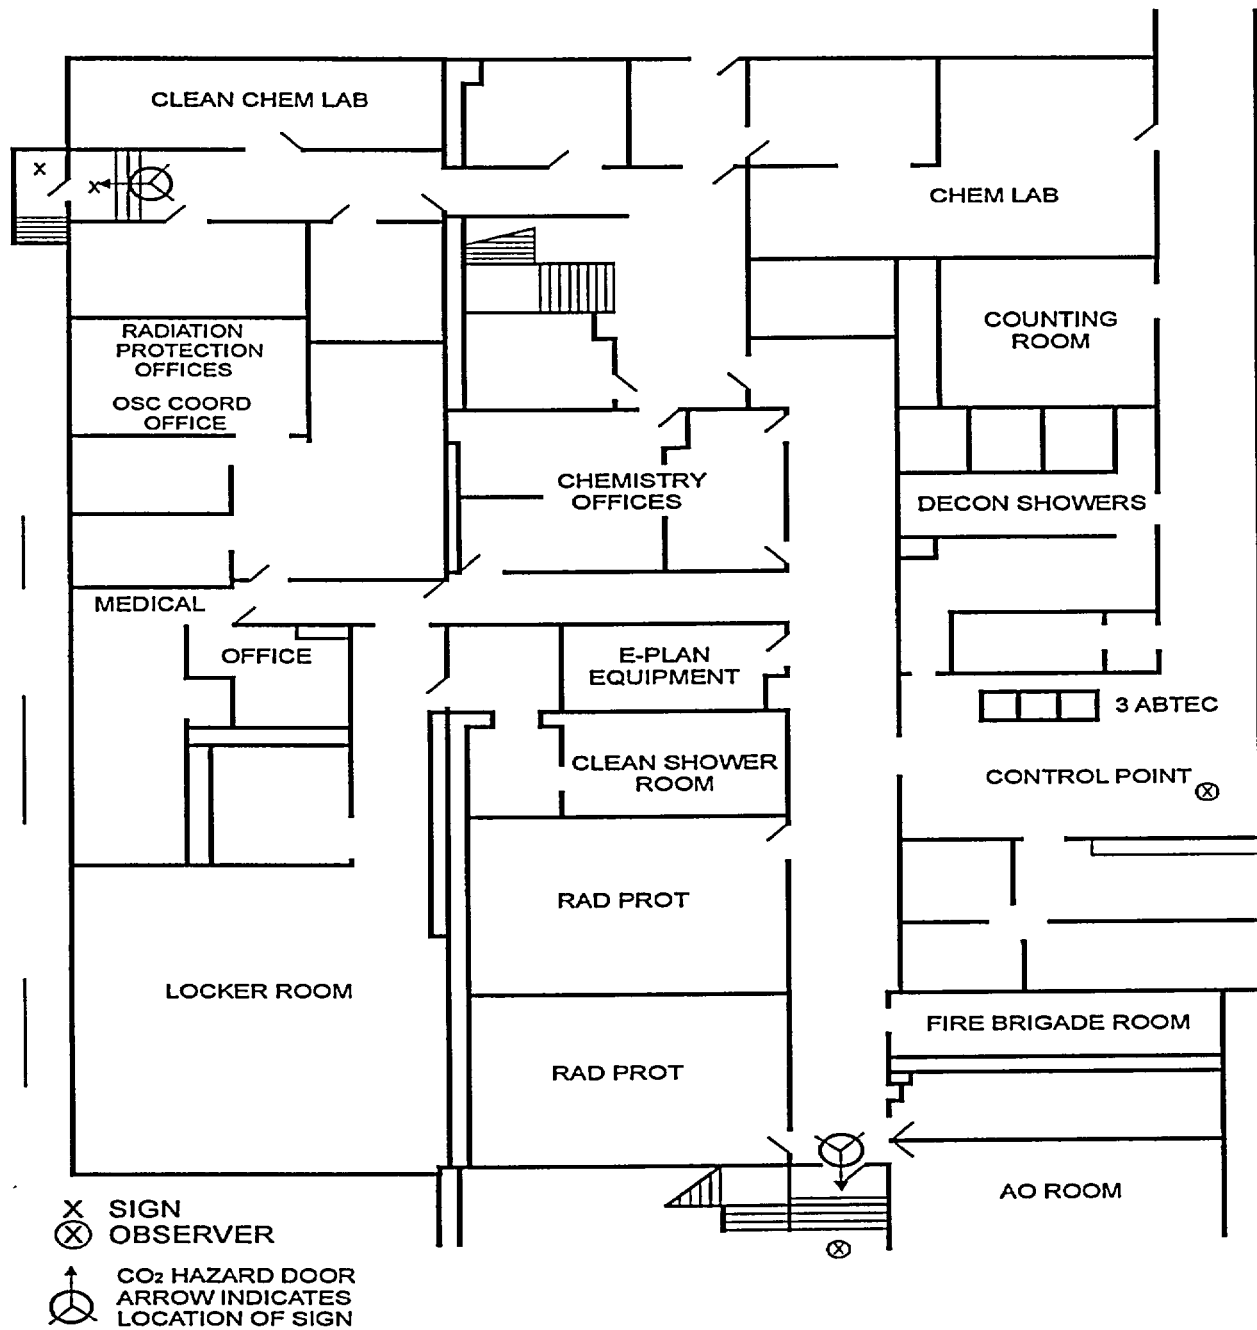 CLEAN CHEM LAB
X
X
CHEM LAB
RADIATION
PROTECTION
OFFICES
OSC COORD
OFFICE
COUNTING
ROOM
CHEMISTRY
OFFICES
DECON SHOWERS
MEDICAL
OFFICE
E-PLAN
EQUIPMENT
3 ABTEC
CLEAN SHOWER
ROOM
CONTROL POINT X
RAD PROT
LOCKER ROOM
FIRE BRIGADE ROOM
RAD PROT
AO ROOM
X
X SIGN
X OBSERVER
CO₂ HAZARD DOOR
ARROW INDICATES
LOCATION OF SIGN